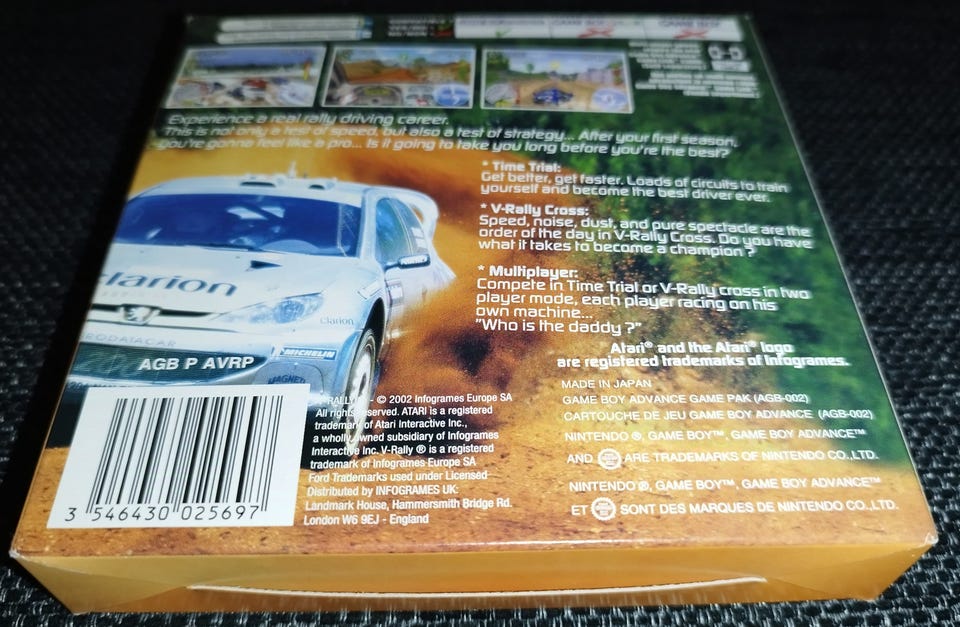 GAME BOY
Experience a real rally driving career.
This is not only a test of speed, but also a test of strategy... After your first season,
you're gonna feel like a pro... Is it going to take you long before you're the best?
* Time Trial:
Get better, get faster. Loads of circuits to train
yourself and become the best driver ever.
* V-Rally Cross:
Speed, noise, dust, and pure spectacle are the
order of the day in V-Rally Cross. Do you have
what it takes to become a champion ?
* Multiplayer:
Compete in Time Trial or V-Rally cross in two
player mode, each player racing on his
own machine...
"Who is the daddy ?"
Atari® and the Atari® logo
are registered trademarks of Infogrames.
clarion
Clarion
RODATACAR
MICHELIN
MAGNETI
AGB P AVRP
3 546430 025697
© 2002 Infogrames Europe SA
All rights reserved. ATARI is a registered
trademark of Atari Interactive Inc.,
a wholly owned subsidiary of Infogrames
Interactive Inc. V-Rally ® is a registered
trademark of Infogrames Europe SA
Ford Trademarks used under Licensed
Distributed by INFOGRAMES UK:
Landmark House, Hammersmith Bridge Rd.
London W6 9EJ - England
MADE IN JAPAN
GAME BOY ADVANCE GAME PAK (AGB-002)
CARTOUCHE DE JEU GAME BOY ADVANCE (AGB-002)
NINTENDO ®, GAME BOY™, GAME BOY ADVANCE™
AND ARE TRADEMARKS OF NINTENDO CO.,LTD.
NINTENDO®, GAME BOY™, GAME BOY ADVANCE™
ET SONT DES MARQUES DE NINTENDO CO.,LTD.